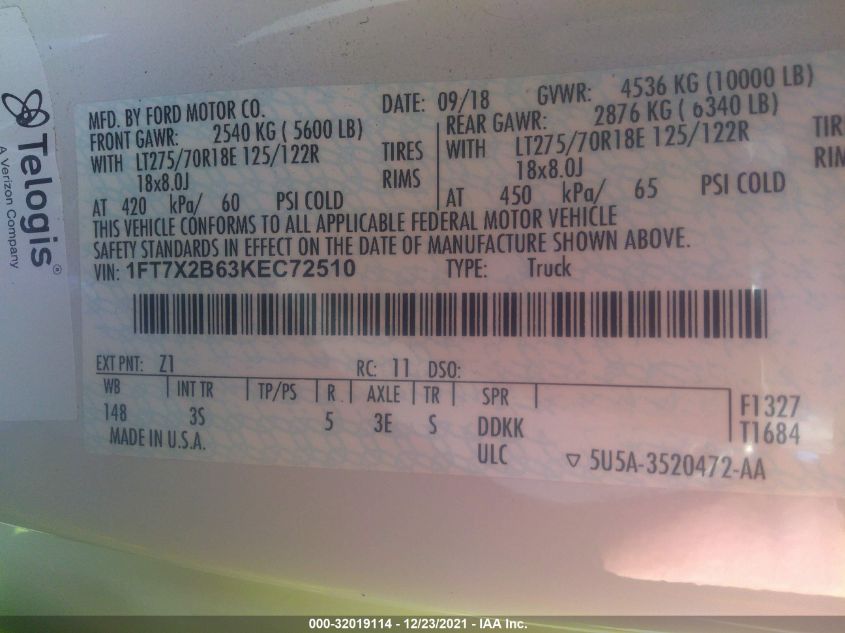 Telogis®
A Verizon Company
MFD. BY FORD MOTOR CO.
DATE: 09/18 GVWR: 4536 KG (10000 LB)
FRONT GAWR: 2540 KG ( 5600 LB) REAR GAWR: 2876 KG ( 6340 LB)
WITH LT275/70R18E 125/122R TIRES WITH LT275/70R18E 125/122R TIR
18x8.0J RIMS 18x8.0J RIM
AT 420 kPa/ 60 PSI COLD AT 450 kPa/ 65 PSI COLD
THIS VEHICLE CONFORMS TO ALL APPLICABLE FEDERAL MOTOR VEHICLE
SAFETY STANDARDS IN EFFECT ON THE DATE OF MANUFACTURE SHOWN ABOVE.
VIN: 1FT7X2B63KEC72510 TYPE: Truck
EXT PNT: Z1 RC: 11 DSO:
WB INT TR TP/PS R AXLE TR SPR
148 3S 5 3E S DDKK
F1327
T1684
MADE IN U.S.A.
ULC
▽ 5U5A-3520472-AA
000-32019114 - 12/23/2021 - IAA Inc.